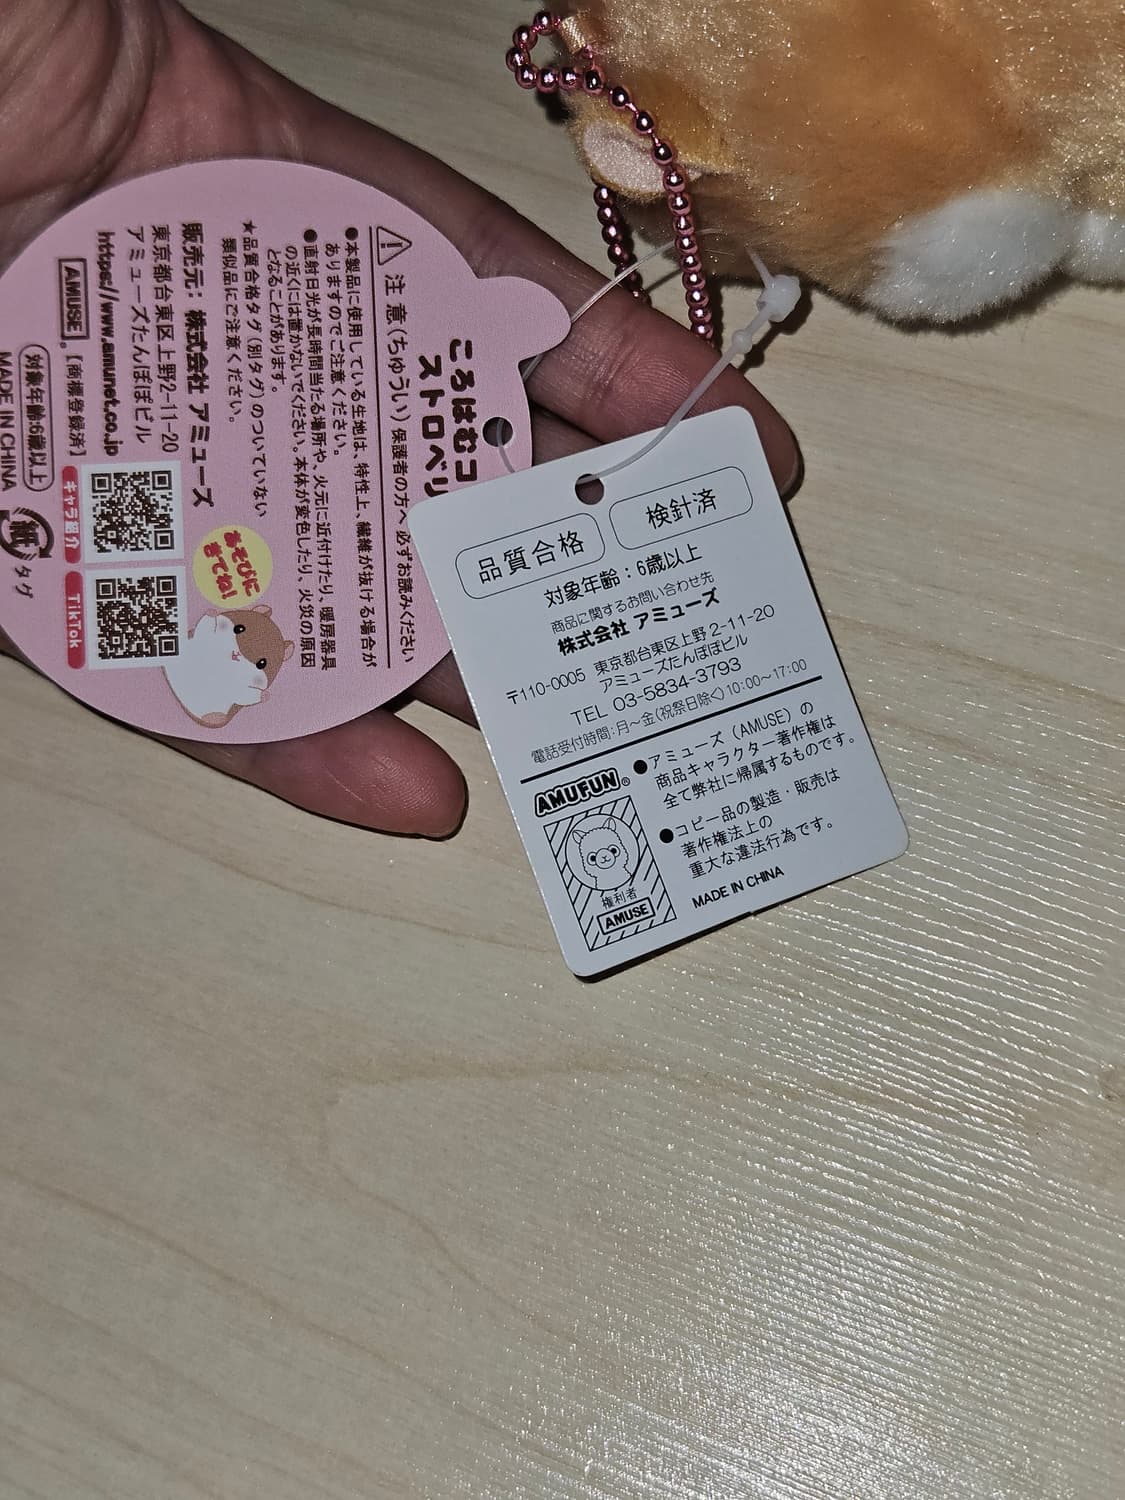 ころはむコ
ストロベリ
注 意(ちゅうい) 保護者の方へ 必ずお読みください
●本製品に使用している生地は、特性上、繊維が抜ける場合が
ありますのでご注意ください。
●直射日光が長時間当たる場所や、火元に近付けたり、暖房器具
の近くには置かないでください。本体が変色したり、火災の原因
となることがあります。
★品質合格タグ(別タグ)のついていない
類似品にご注意ください。
販売元:株式会社 アミューズ
東京都台東区上野2-11-20
アミューズたんぽぽビル
https://www.amunet.co.jp
AMUSE® [商標登録済]
対象年齢:6歳以上
MADE IN CHINA
キャラ紹介
TikTok
あそびに
きてね!
紙
タグ
品質合格
検針済
対象年齢:6歳以上
商品に関するお問い合わせ先
株式会社 アミューズ
〒110-0005 東京都台東区上野2-11-20
アミューズたんぽぽビル
TEL 03-5834-3793
電話受付時間:月~金(祝祭日除く)10:00~17:00
AMUFUN®
権利者
AMUSE
●アミューズ(AMUSE)の
商品キャラクター著作権は
全て弊社に帰属するものです。
●コピー品の製造・販売は
著作権法上の
重大な違法行為です。
MADE IN CHINA